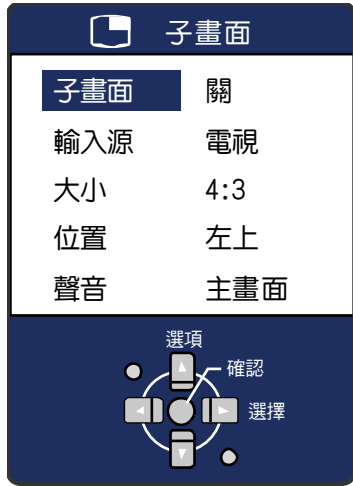 子畫面
子畫面 關
輸入源 電視
大小 4:3
位置 左上
聲音 主畫面
選項
確認
選擇